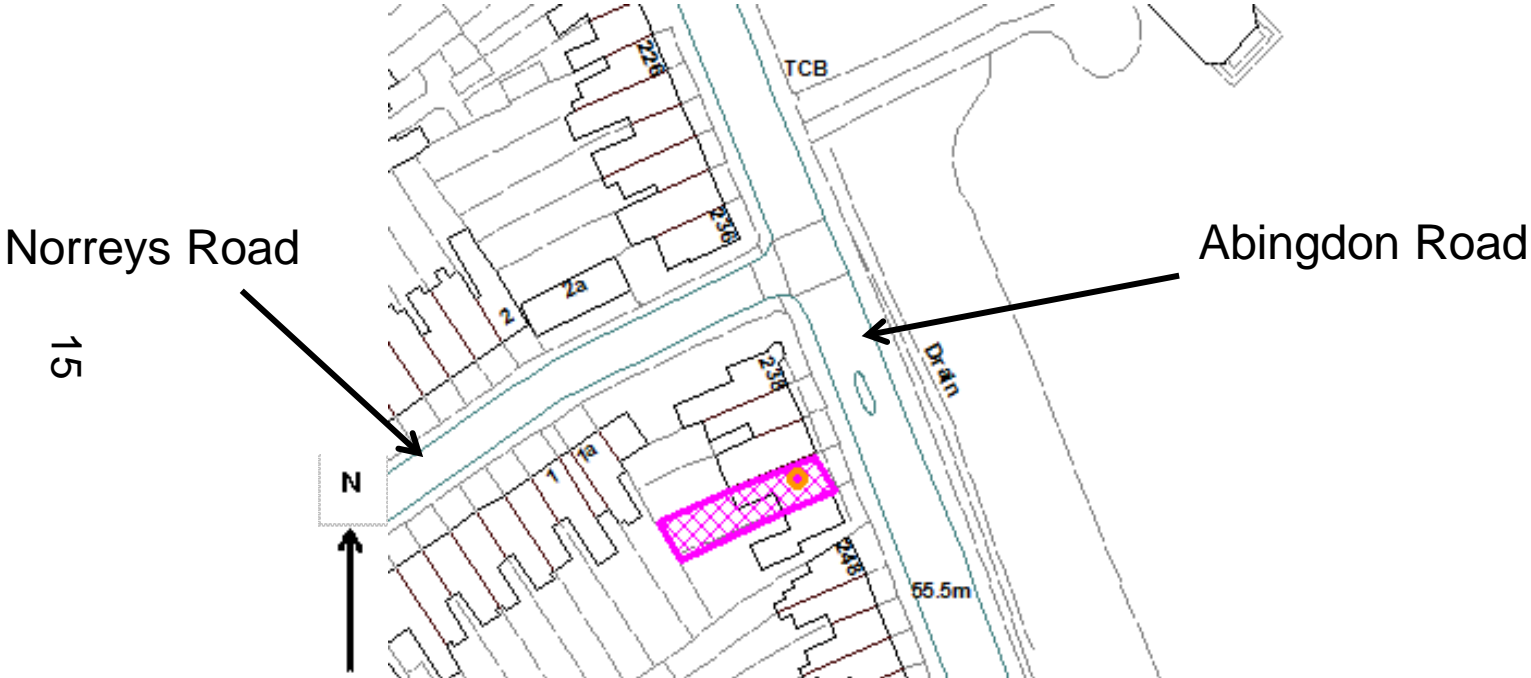 226
TCB
236
Norreys Road
Abingdon Road
2a
2
15
Drain
238
1a
1
N
248
55.5m